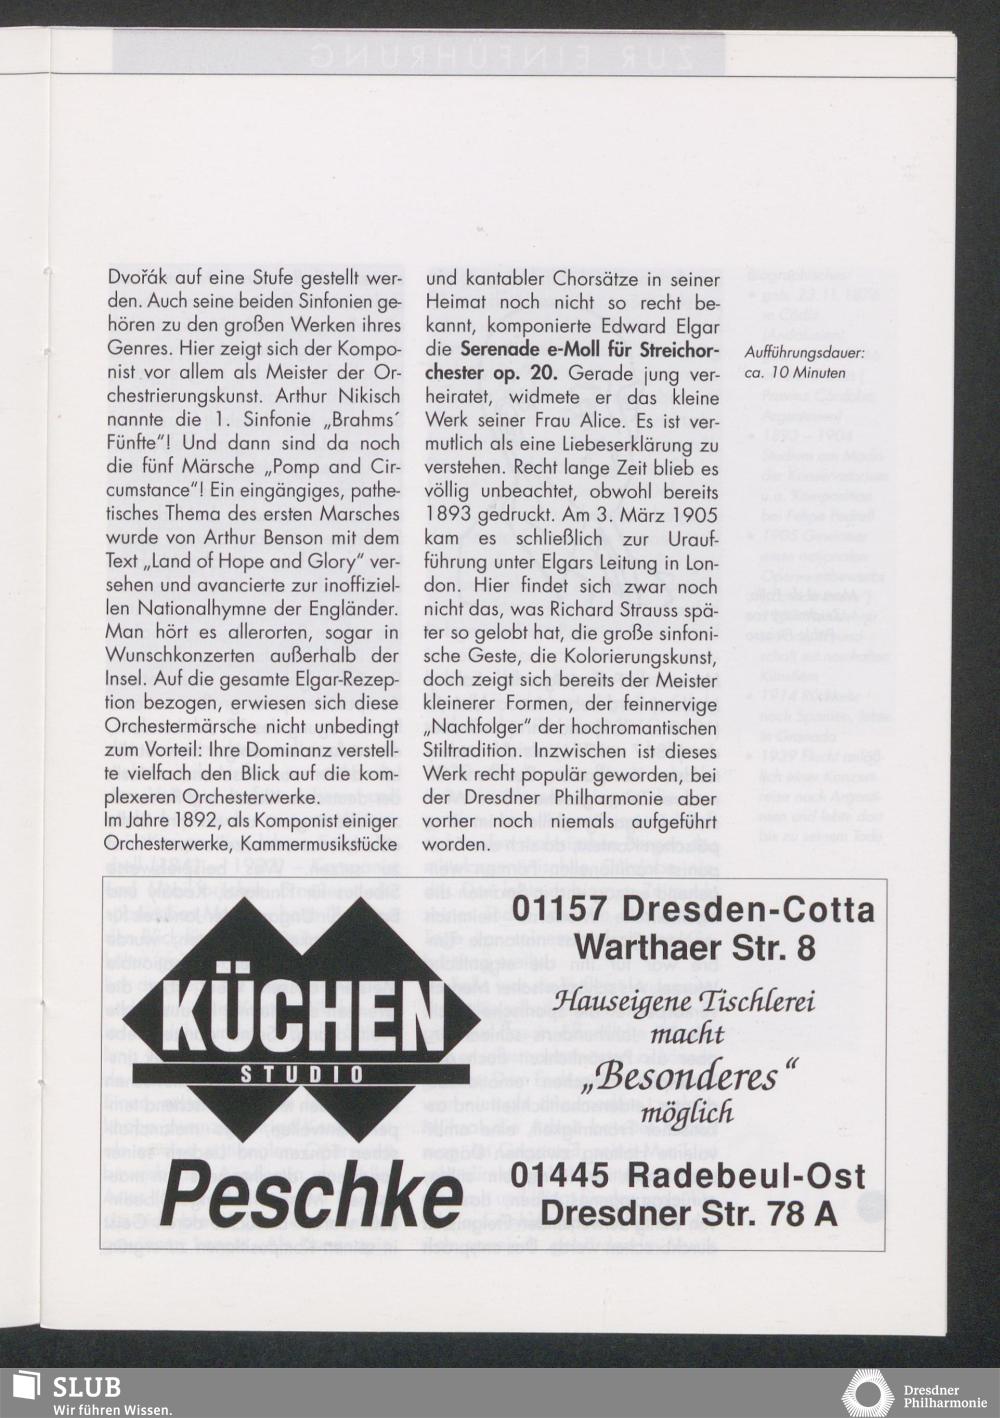 Dvořák auf eine Stufe gestellt wer-
den. Auch seine beiden Sinfonien ge-
hören zu den großen Werken ihres
Genres. Hier zeigt sich der Kompo-
nist vor allem als Meister der Or-
chestrierungskunst. Arthur Nikisch
nannte die 1. Sinfonie „Brahms´
Fünfte“! Und dann sind da noch
die fünf Märsche „Pomp and Cir-
cumstance“! Ein eingängiges, pathe-
tisches Thema des ersten Marsches
wurde von Arthur Benson mit dem
Text „Land of Hope and Glory“ ver-
sehen und avancierte zur inoffiziel-
len Nationalhymne der Engländer.
Man hört es allerorten, sogar in
Wunschkonzerten außerhalb der
Insel. Auf die gesamte Elgar-Rezep-
tion bezogen, erwiesen sich diese
Orchestermärsche nicht unbedingt
zum Vorteil: Ihre Dominanz verstell-
te vielfach den Blick auf die kom-
plexeren Orchesterwerke.
Im Jahre 1892, als Komponist einiger
Orchesterwerke, Kammermusikstücke
und kantabler Chorsätze in seiner
Heimat noch nicht so recht be-
kannt, komponierte Edward Elgar
die Serenade e-Moll für Streichor-
chester op. 20. Gerade jung ver-
heiratet, widmete er das kleine
Werk seiner Frau Alice. Es ist ver-
mutlich als eine Liebeserklärung zu
verstehen. Recht lange Zeit blieb es
völlig unbeachtet, obwohl bereits
1893 gedruckt. Am 3. März 1905
kam es schließlich zur Urauf-
führung unter Elgars Leitung in Lon-
don. Hier findet sich zwar noch
nicht das, was Richard Strauss spä-
ter so gelobt hat, die große sinfoni-
sche Geste, die Kolorierungskunst,
doch zeigt sich bereits der Meister
kleinerer Formen, der feinnervige
„Nachfolger“ der hochromantischen
Stiltradition. Inzwischen ist dieses
Werk recht populär geworden, bei
der Dresdner Philharmonie aber
vorher noch niemals aufgeführt
worden.
Aufführungsdauer:
ca. 10 Minuten
KÜCHEN
STUDIO
Peschke
01157 Dresden-Cotta
Warthaer Str. 8
Hauseigene Tischlerei
macht
„Besonderes“
möglich
01445 Radebeul-Ost
Dresdner Str. 78 A
SLUB
Wir führen Wissen.
Dresdner
Philharmonie